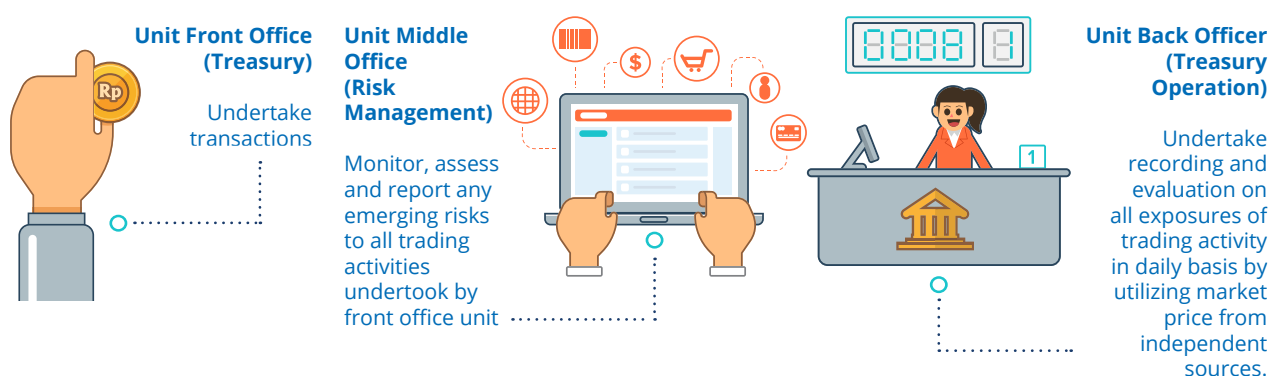 Unit Front Office
(Treasury)
Undertake
transactions
Rp
Unit Middle
Office
(Risk
Management)
Monitor, assess
and report any
emerging risks
to all trading
activities
undertook by
front office unit
$
0008 1
1
Unit Back Officer
(Treasury
Operation)
Undertake
recording and
evaluation on
all exposures of
trading activity
in daily basis by
utilizing market
price from
independent
sources.